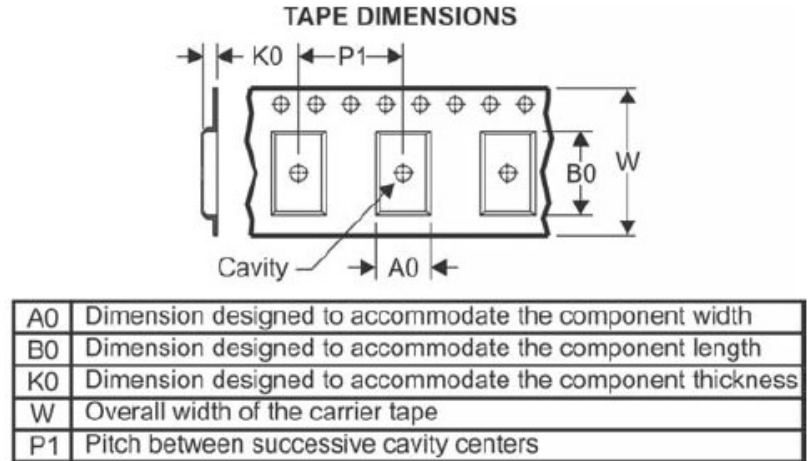 TAPE DIMENSIONS
K0 P1
B0 W
Cavity A0
A0 Dimension designed to accommodate the component width
B0 Dimension designed to accommodate the component length
K0 Dimension designed to accommodate the component thickness
W Overall width of the carrier tape
P1 Pitch between successive cavity centers